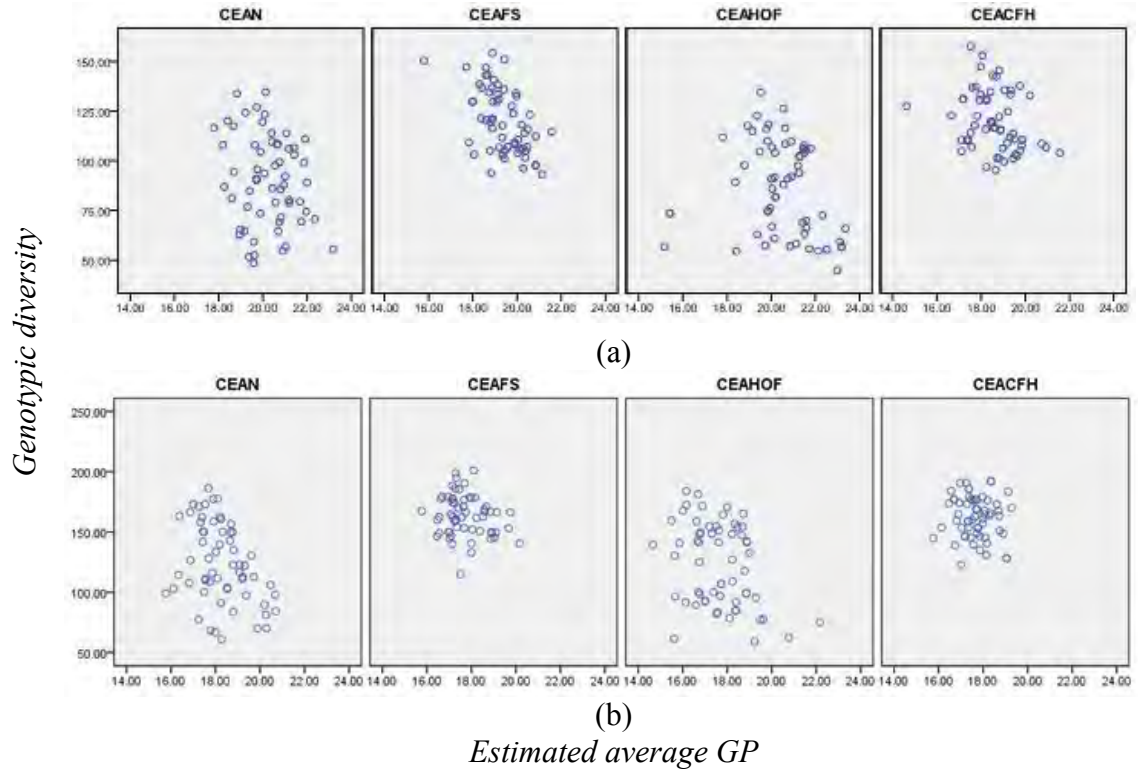 CEAN CEAFS CEAHOF CEACFH
150.00
125.00
100.00
75.00
50.00
14.00 16.00 18.00 20.00 22.00 24.00 14.00 16.00 18.00 20.00 22.00 24.00 14.00 16.00 18.00 20.00 22.00 24.00 14.00 16.00 18.00 20.00 22.00 24.00
(a)
Genotypic diversity
CEAN CEAFS CEAHOF CEACFH
250.00
200.00
150.00
100.00
50.00
14.00 16.00 18.00 20.00 22.00 24.00 14.00 16.00 18.00 20.00 22.00 24.00 14.00 16.00 18.00 20.00 22.00 24.00 14.00 16.00 18.00 20.00 22.00 24.00
(b)
Estimated average GP